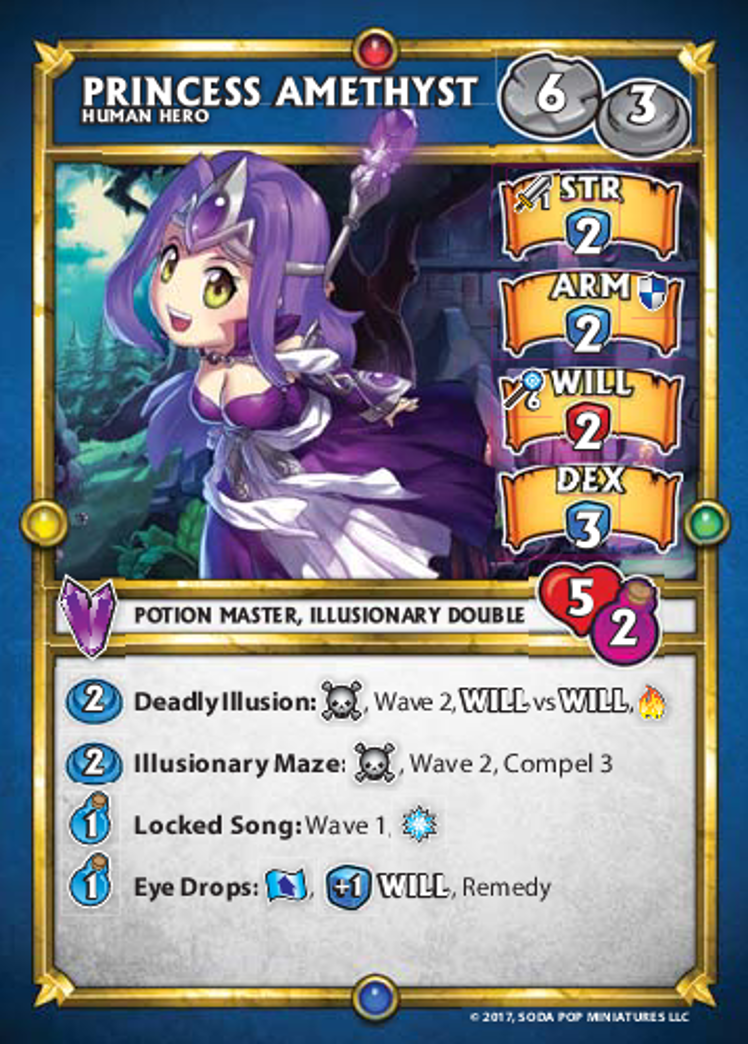 PRINCESS AMETHYST
HUMAN HERO
6 3
1 STR
2
ARM
2
6 WILL
2
DEX
3
POTION MASTER, ILLUSIONARY DOUBLE
5 2
2 Deadly Illusion: , Wave 2, WILL vs WILL,
2 Illusionary Maze: , Wave 2, Compel 3
1 Locked Song: Wave 1,
1 Eye Drops: , +1 WILL, Remedy
© 2017, SODA POP MINIATURES LLC